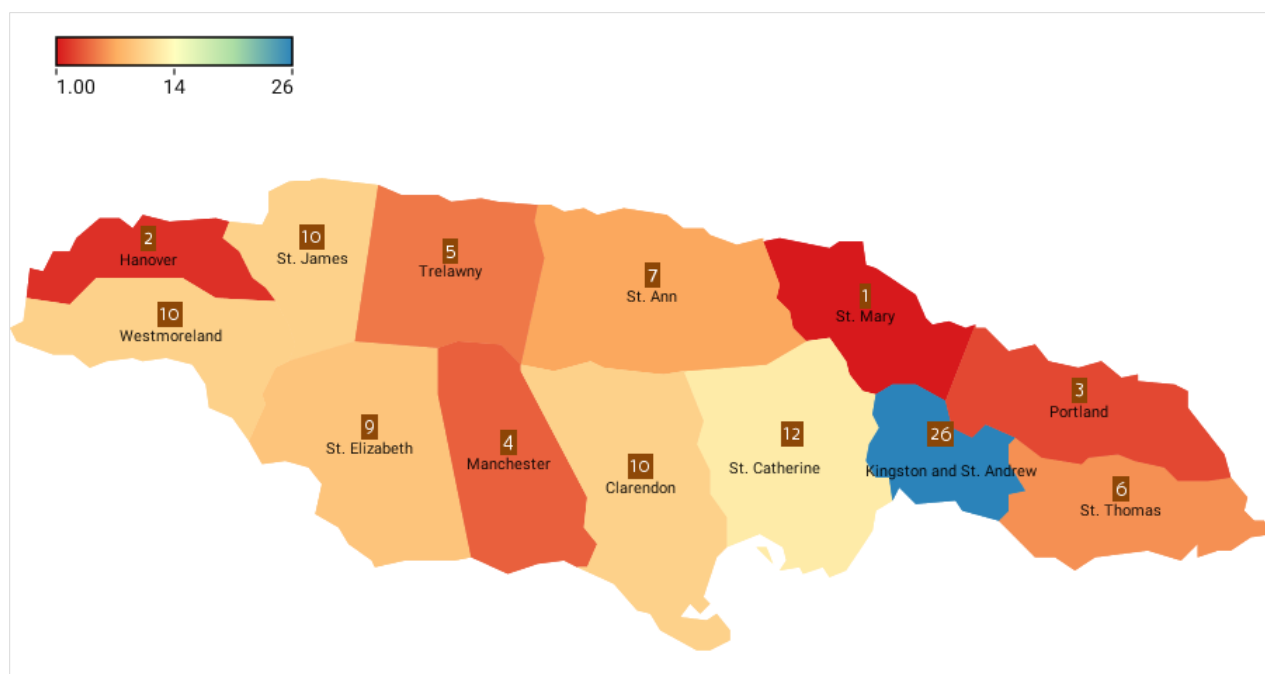 1.00 14 26
2
Hanover
10
St. James
5
Trelawny
7
St. Ann
1
St. Mary
10
Westmoreland
9
St. Elizabeth
4
Manchester
10
Clarendon
12
St. Catherine
26
Kingston and St. Andrew
3
Portland
6
St. Thomas